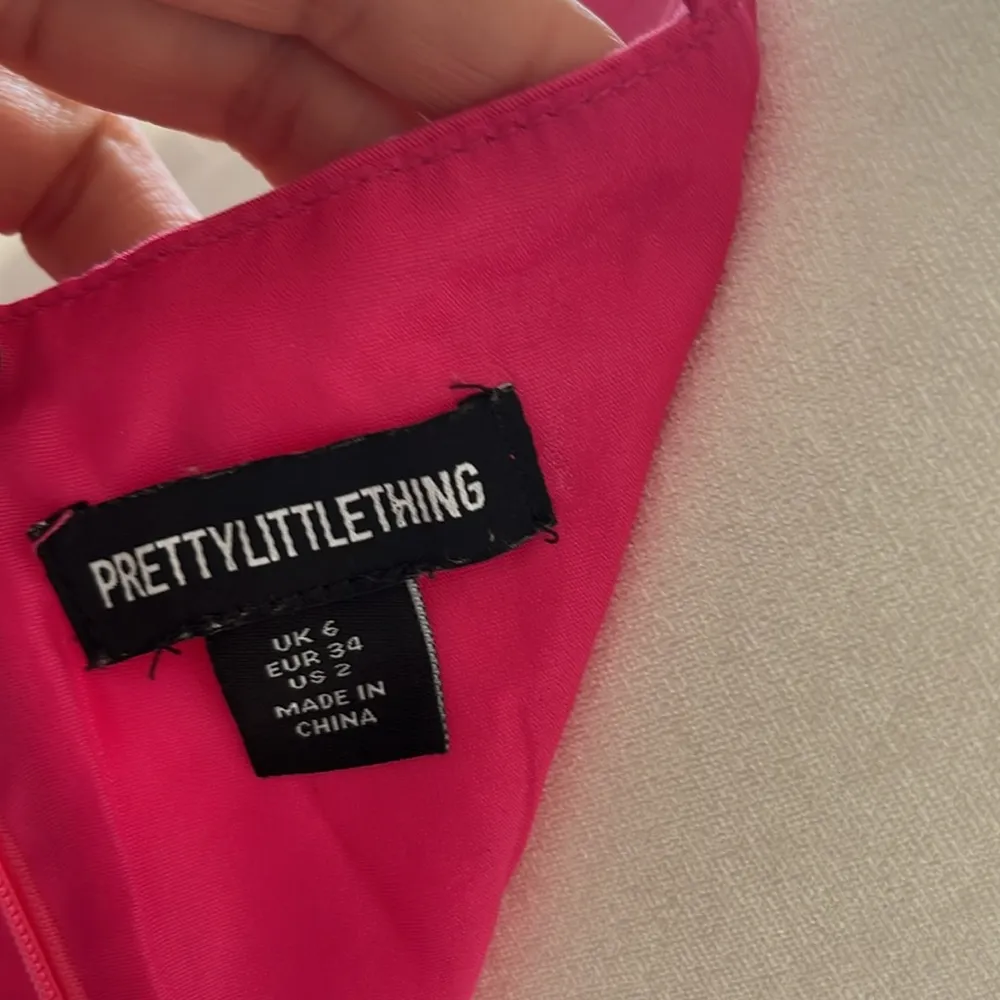 PRETTYLITTLETHING
UK 6
EUR 34
US 2
MADE IN
CHINA